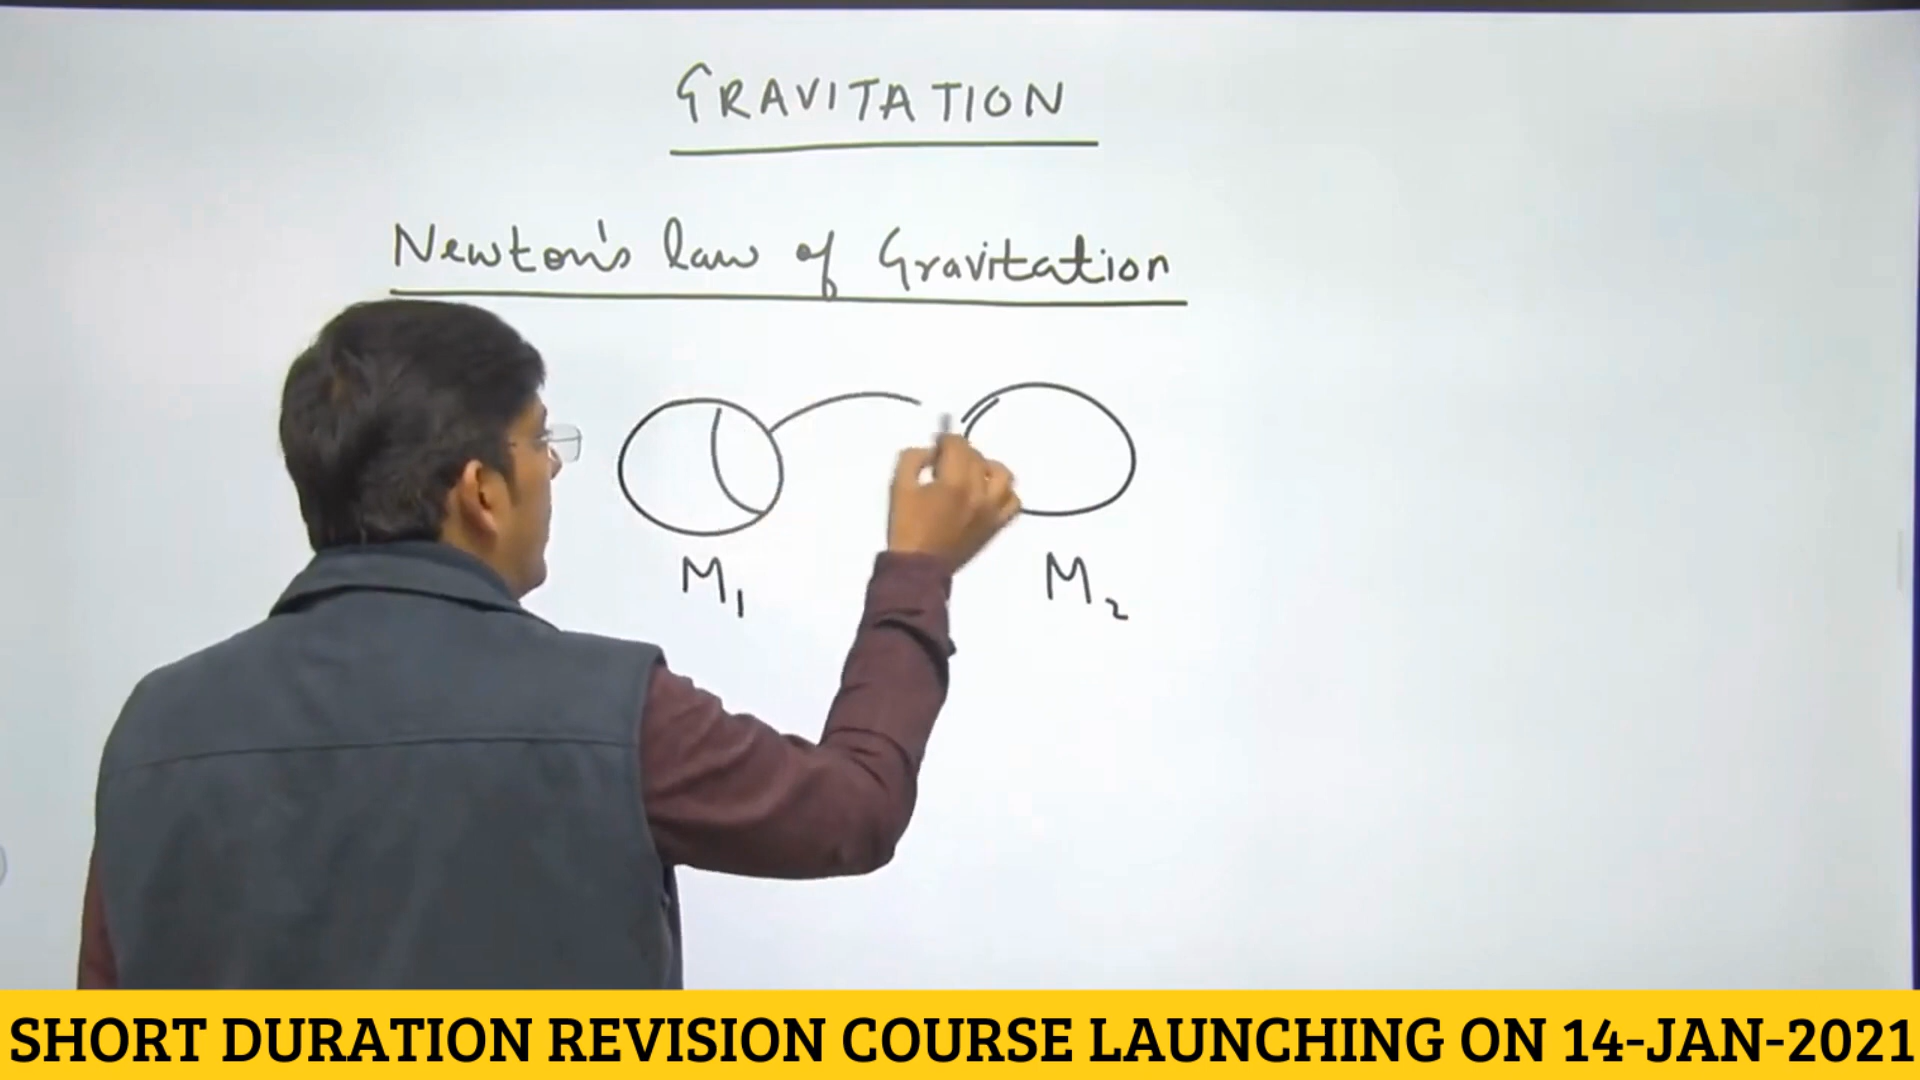 GRAVITATION
Newton's law of Gravitation
M1 M2
SHORT DURATION REVISION COURSE LAUNCHING ON 14-JAN-2021